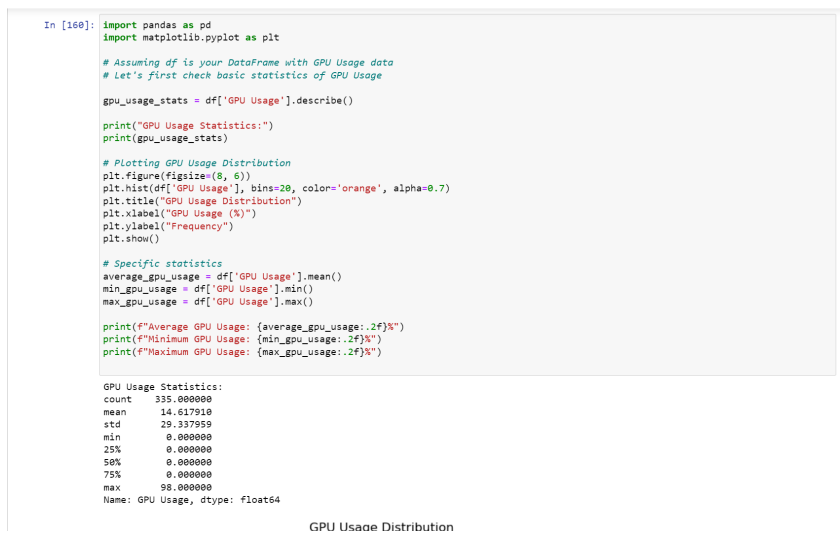 In [160]: import pandas as pd
import matplotlib.pyplot as plt
# Assuming df is your DataFrame with GPU Usage data
# Let's first check basic statistics of GPU Usage
gpu_usage_stats = df['GPU Usage'].describe()
print("GPU Usage Statistics:")
print(gpu_usage_stats)
# Plotting GPU Usage Distribution
plt.figure(figsize=(8, 6))
plt.hist(df['GPU Usage'], bins=20, color='orange', alpha=0.7)
plt.title("GPU Usage Distribution")
plt.xlabel("GPU Usage (%)")
plt.ylabel("Frequency")
plt.show()
# Specific statistics
average_gpu_usage = df['GPU Usage'].mean()
min_gpu_usage = df['GPU Usage'].min()
max_gpu_usage = df['GPU Usage'].max()
print(f"Average GPU Usage: {average_gpu_usage:.2f}%")
print(f"Minimum GPU Usage: {min_gpu_usage:.2f}%")
print(f"Maximum GPU Usage: {max_gpu_usage:.2f}%")
GPU Usage Statistics:
count    335.000000
mean      14.617910
std       29.337959
min        0.000000
25%        0.000000
50%        0.000000
75%        0.000000
max       98.000000
Name: GPU Usage, dtype: float64
GPU Usage Distribution